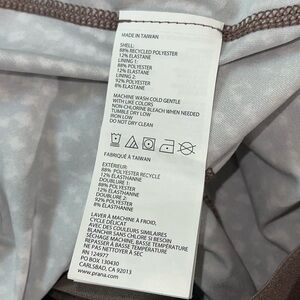 MADE IN TAIWAN
SHELL:
88% RECYCLED POLYESTER
12% ELASTANE
LINING 1:
88% POLYESTER
12% ELASTANE
LINING 2:
92% POLYESTER
8% ELASTANE
MACHINE WASH COLD GENTLE
WITH LIKE COLORS
NON-CHLORINE BLEACH WHEN NEEDED
TUMBLE DRY LOW
IRON LOW
DO NOT DRY CLEAN
FABRIQUÉ À TAIWAN
EXTÉRIEUR:
88% POLYESTER RECYCLÉ
12% ÉLASTHANNE
DOUBLURE 1:
88% POLYESTER
12% ÉLASTHANNE
DOUBLURE 2:
92% POLYESTER
8% ÉLASTHANNE
LAVER À MACHINE À FROID,
CYCLE DÉLICAT
AVEC DES COULEURS SIMILAIRES
BLANCHIR SANS CHLORE SI BESOIN
SÉCHAGE MACHINE, BASSE TEMPÉRATURE
REPASSER À BASSE TEMPÉRATURE
NE PAS NETTOYER À SEC
RN 124977
PO BOX 130430
CARLSBAD, CA 92013
www.prana.com